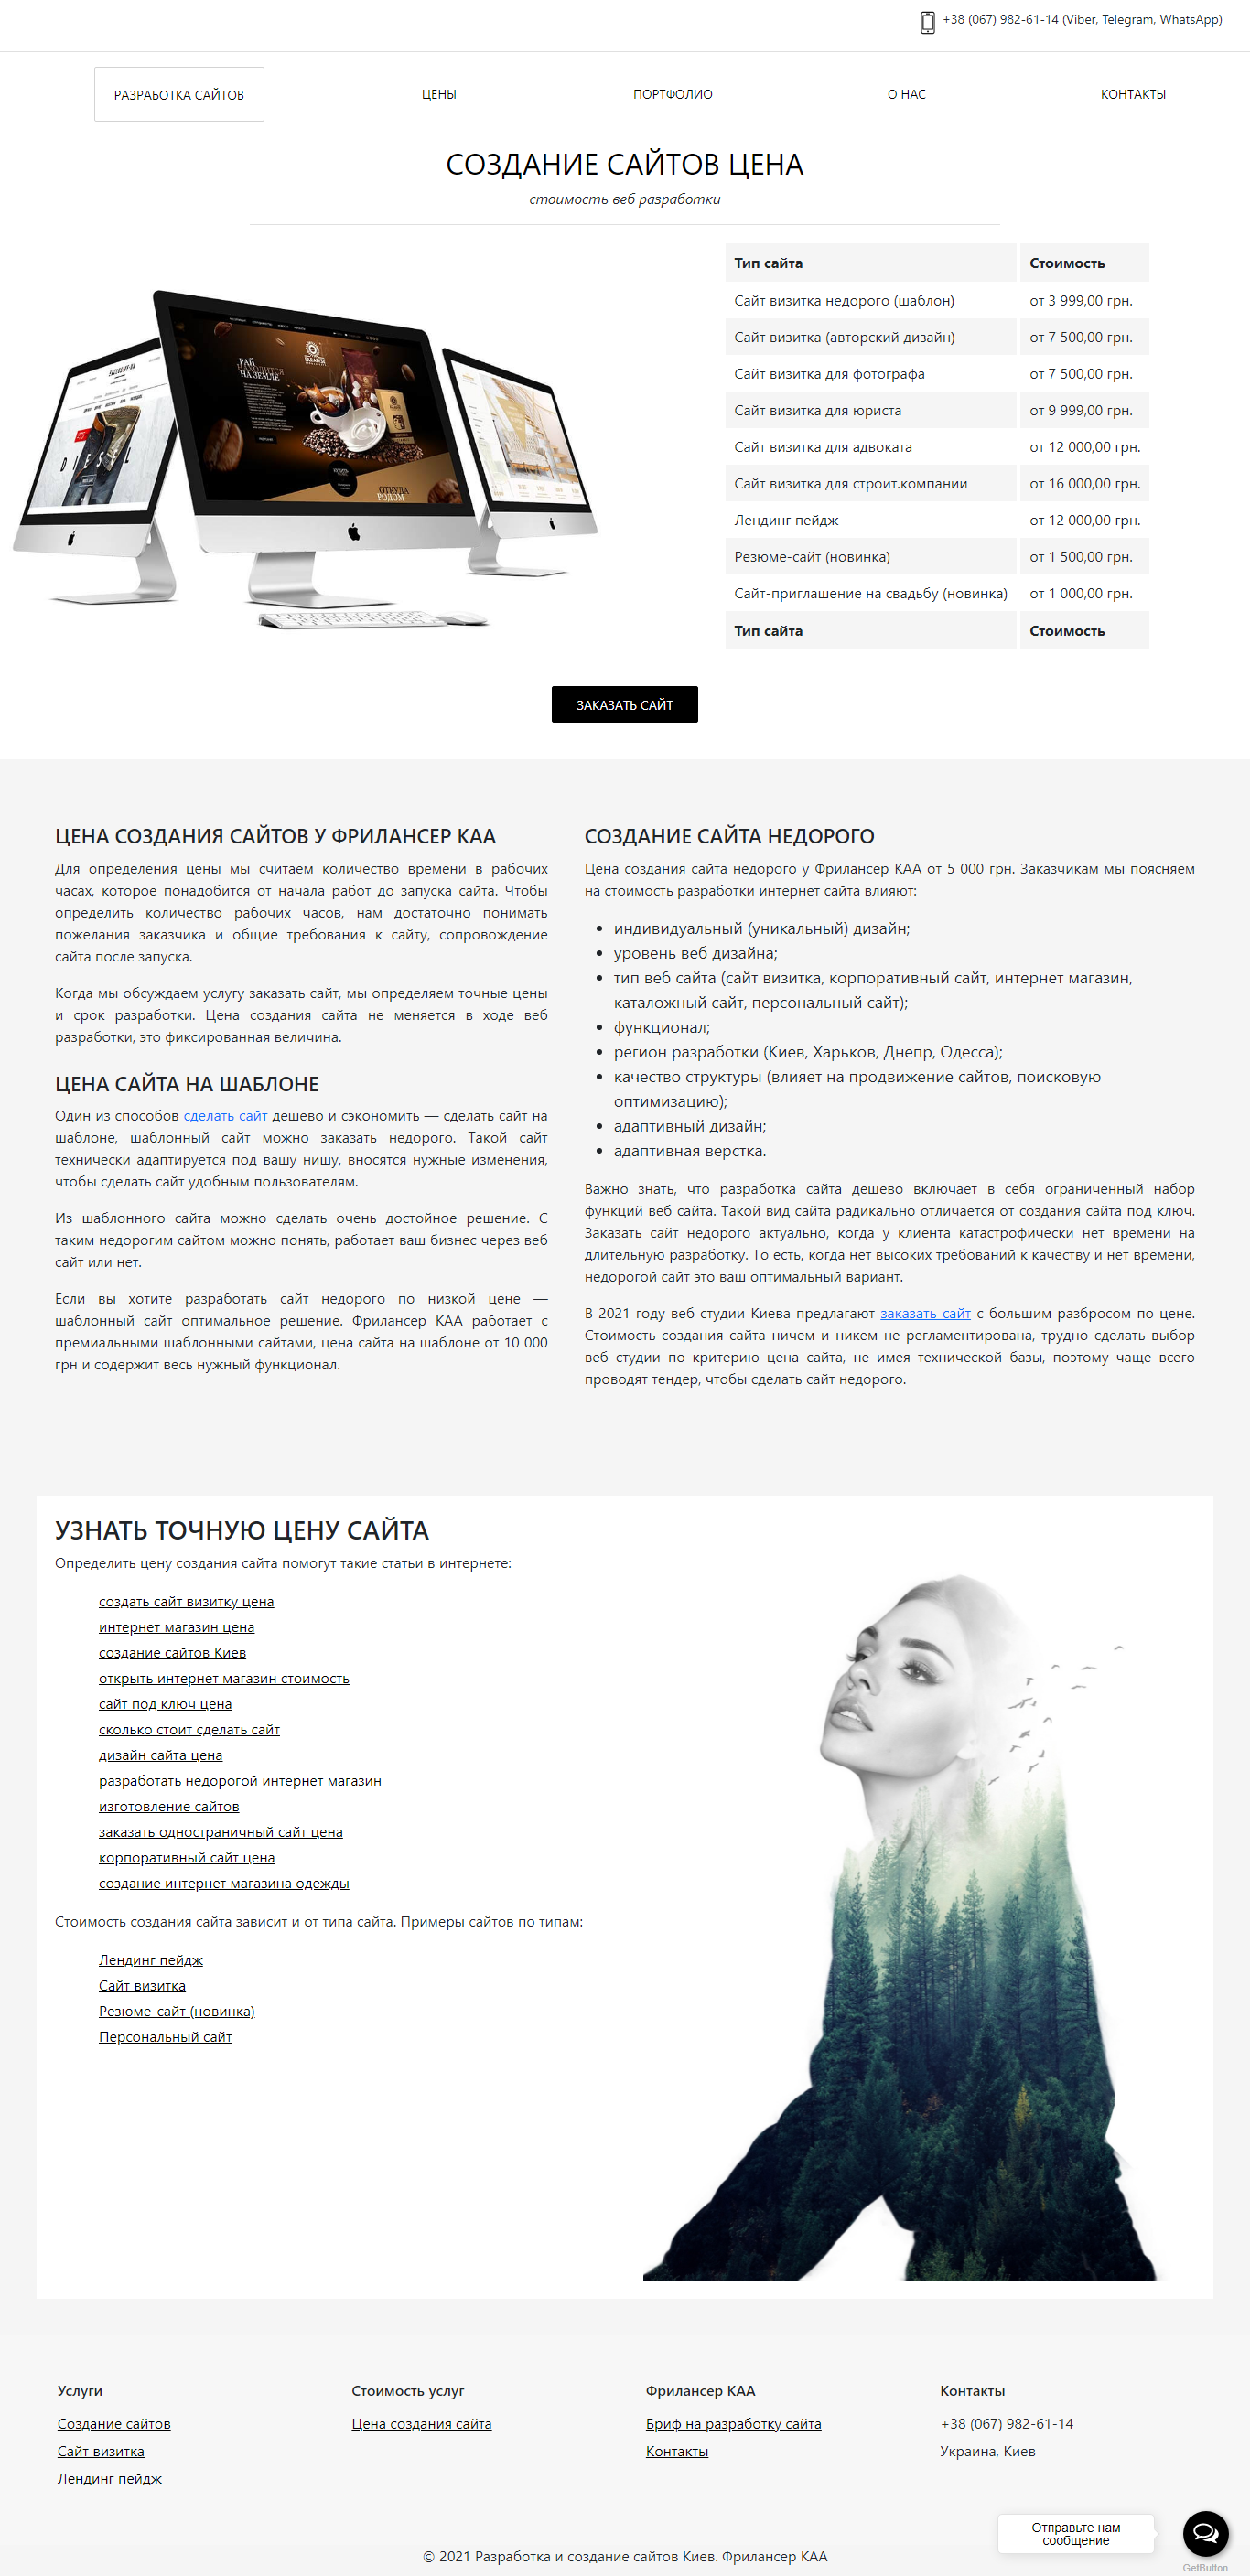 +38 (067) 982-61-14 (Viber, Telegram, WhatsApp)
РАЗРАБОТКА САЙТОВ
ЦЕНЫ
ПОРТФОЛИО
О НАС
КОНТАКТЫ
СОЗДАНИЕ САЙТОВ ЦЕНА
стоимость веб разработки
Тип сайта Стоимость
Сайт визитка недорого (шаблон) от 3 999,00 грн.
Сайт визитка (авторский дизайн) от 7 500,00 грн.
Сайт визитка для фотографа от 7 500,00 грн.
Сайт визитка для юриста от 9 999,00 грн.
Сайт визитка для адвоката от 12 000,00 грн.
Сайт визитка для строит.компании от 16 000,00 грн.
Лендинг пейдж от 12 000,00 грн.
Резюме-сайт (новинка) от 1 500,00 грн.
Сайт-приглашение на свадьбу (новинка) от 1 000,00 грн.
Тип сайта Стоимость
РАЙ
НАХОДИТСЯ
НА ЗЕМЛЕ
ОТКУДА
РОДОМ
DIESEL
ЗАКАЗАТЬ САЙТ
ЦЕНА СОЗДАНИЯ САЙТОВ У ФРИЛАНСЕР КАА
Для определения цены мы считаем количество времени в рабочих
часах, которое понадобится от начала работ до запуска сайта. Чтобы
определить количество рабочих часов, нам достаточно понимать
пожелания заказчика и общие требования к сайту, сопровождение
сайта после запуска.
Когда мы обсуждаем услугу заказать сайт, мы определяем точные цены
и срок разработки. Цена создания сайта не меняется в ходе веб
разработки, это фиксированная величина.
ЦЕНА САЙТА НА ШАБЛОНЕ
Один из способов сделать сайт дешево и сэкономить — сделать сайт на
шаблоне, шаблонный сайт можно заказать недорого. Такой сайт
технически адаптируется под вашу нишу, вносятся нужные изменения,
чтобы сделать сайт удобным пользователям.
Из шаблонного сайта можно сделать очень достойное решение. С
таким недорогим сайтом можно понять, работает ваш бизнес через веб
сайт или нет.
Если вы хотите разработать сайт недорого по низкой цене —
шаблонный сайт оптимальное решение. Фрилансер КАА работает с
премиальными шаблонными сайтами, цена сайта на шаблоне от 10 000
грн и содержит весь нужный функционал.
СОЗДАНИЕ САЙТА НЕДОРОГО
Цена создания сайта недорого у Фрилансер КАА от 5 000 грн. Заказчикам мы поясняем
на стоимость разработки интернет сайта влияют:
• индивидуальный (уникальный) дизайн;
• уровень веб дизайна;
• тип веб сайта (сайт визитка, корпоративный сайт, интернет магазин,
каталожный сайт, персональный сайт);
• функционал;
• регион разработки (Киев, Харьков, Днепр, Одесса);
• качество структуры (влияет на продвижение сайтов, поисковую
оптимизацию);
• адаптивный дизайн;
• адаптивная верстка.
Важно знать, что разработка сайта дешево включает в себя ограниченный набор
функций веб сайта. Такой вид сайта радикально отличается от создания сайта под ключ.
Заказать сайт недорого актуально, когда у клиента катастрофически нет времени на
длительную разработку. То есть, когда нет высоких требований к качеству и нет времени,
недорогой сайт это ваш оптимальный вариант.
В 2021 году веб студии Киева предлагают заказать сайт с большим разбросом по цене.
Стоимость создания сайта ничем и никем не регламентирована, трудно сделать выбор
веб студии по критерию цена сайта, не имея технической базы, поэтому чаще всего
проводят тендер, чтобы сделать сайт недорого.
УЗНАТЬ ТОЧНУЮ ЦЕНУ САЙТА
Определить цену создания сайта помогут такие статьи в интернете:
создать сайт визитку цена
интернет магазин цена
создание сайтов Киев
открыть интернет магазин стоимость
сайт под ключ цена
сколько стоит сделать сайт
дизайн сайта цена
разработать недорогой интернет магазин
изготовление сайтов
заказать одностраничный сайт цена
корпоративный сайт цена
создание интернет магазина одежды
Стоимость создания сайта зависит и от типа сайта. Примеры сайтов по типам:
Лендинг пейдж
Сайт визитка
Резюме-сайт (новинка)
Персональный сайт
Услуги
Создание сайтов
Сайт визитка
Лендинг пейдж
Стоимость услуг
Цена создания сайта
Фрилансер КАА
Бриф на разработку сайта
Контакты
Контакты
+38 (067) 982-61-14
Украина, Киев
Отправьте нам
сообщение
GetButton
© 2021 Разработка и создание сайтов Киев. Фрилансер КАА